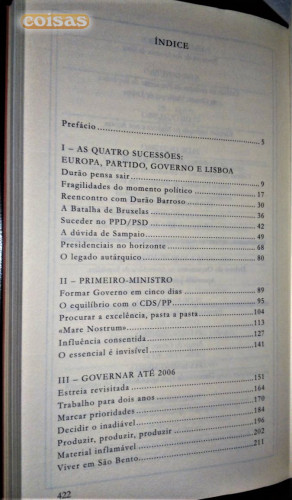 coisas
ÍNDICE
Prefácio 5
I – AS QUATRO SUCESSÕES:
EUROPA, PARTIDO, GOVERNO E LISBOA
Durão pensa sair 9
Fragilidades do momento político 17
Reencontro com Durão Barroso 30
A Batalha de Bruxelas 36
Suceder no PPD/PSD 42
A dúvida de Sampaio 49
Presidenciais no horizonte 68
O legado autárquico 80
II – PRIMEIRO-MINISTRO
Formar Governo em cinco dias 89
O equilíbrio com o CDS/PP 95
Procurar a excelência, pasta a pasta 104
«Mare Nostrum» 113
Influência consentida 127
O essencial é invisível 141
III – GOVERNAR ATÉ 2006
Estreia revisitada 151
Trabalho para dois anos 164
Marcar prioridades 170
Decidir o inadiável 184
Produzir, produzir, produzir 196
Material inflamável 202
Viver em São Bento 211
422